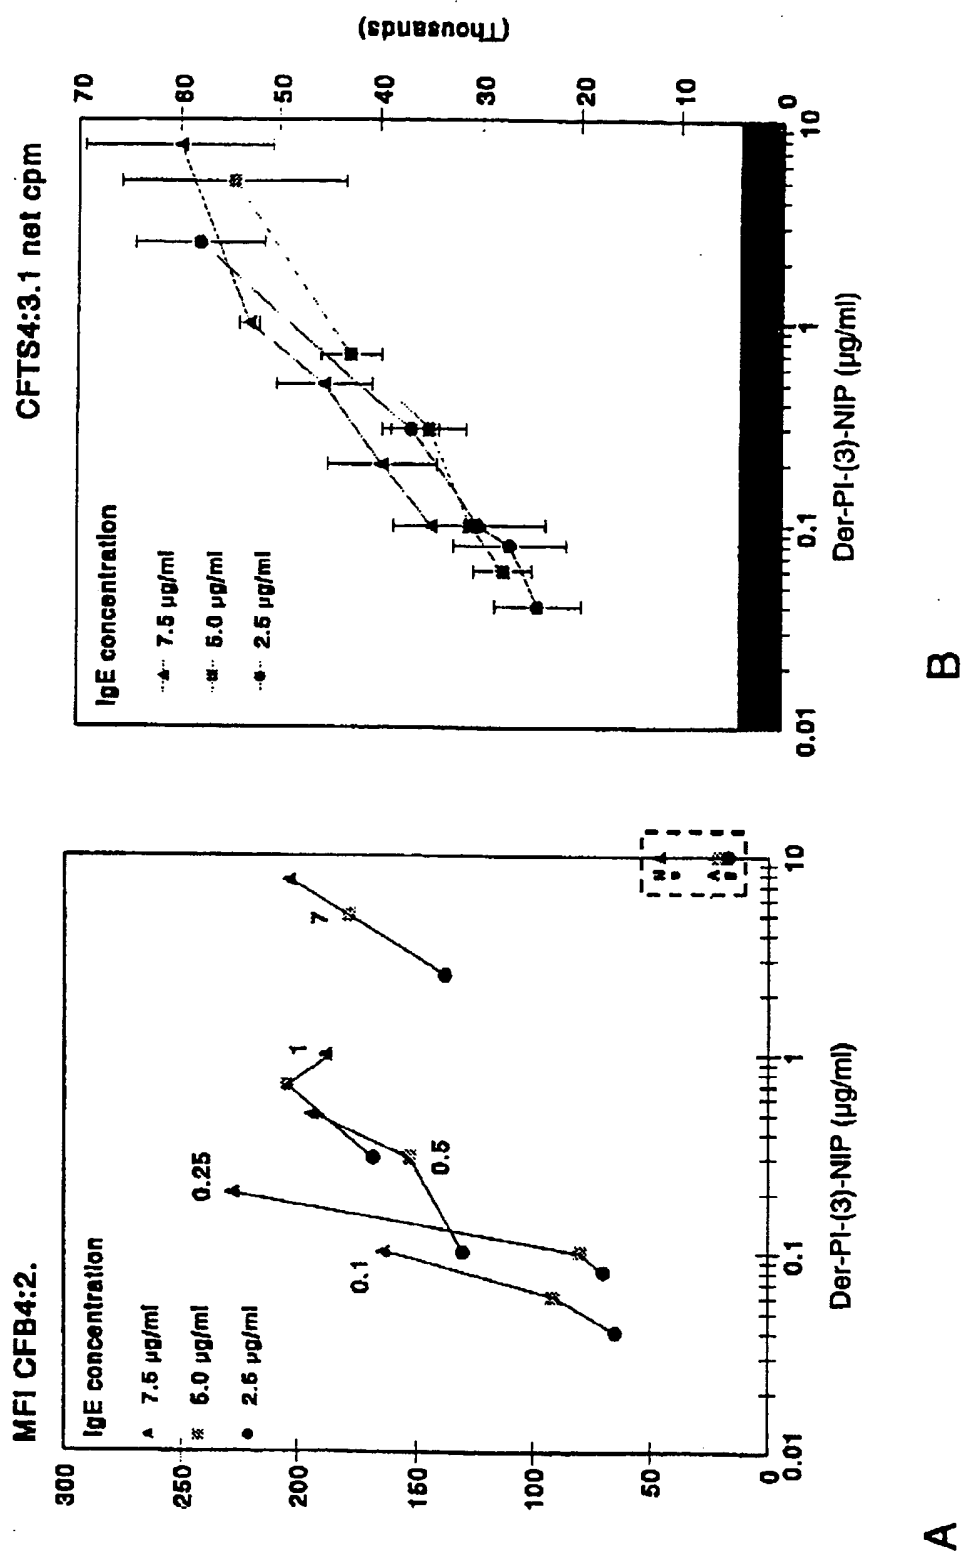 MFI CFB4:2.
IgE concentration
7.5 µg/ml
5.0 µg/ml
2.5 µg/ml
300
250
200
150
100
50
0
0.01
0.1
1
10
0.1
0.25
0.5
1
7
Der-PI-(3)-NIP (µg/ml)
A
CFTS4:3.1 net cpm
IgE concentration
7.5 µg/ml
5.0 µg/ml
2.5 µg/ml
70
60
50
40
30
20
10
0
(Thousands)
0.01
0.1
1
10
Der-PI-(3)-NIP (µg/ml)
B